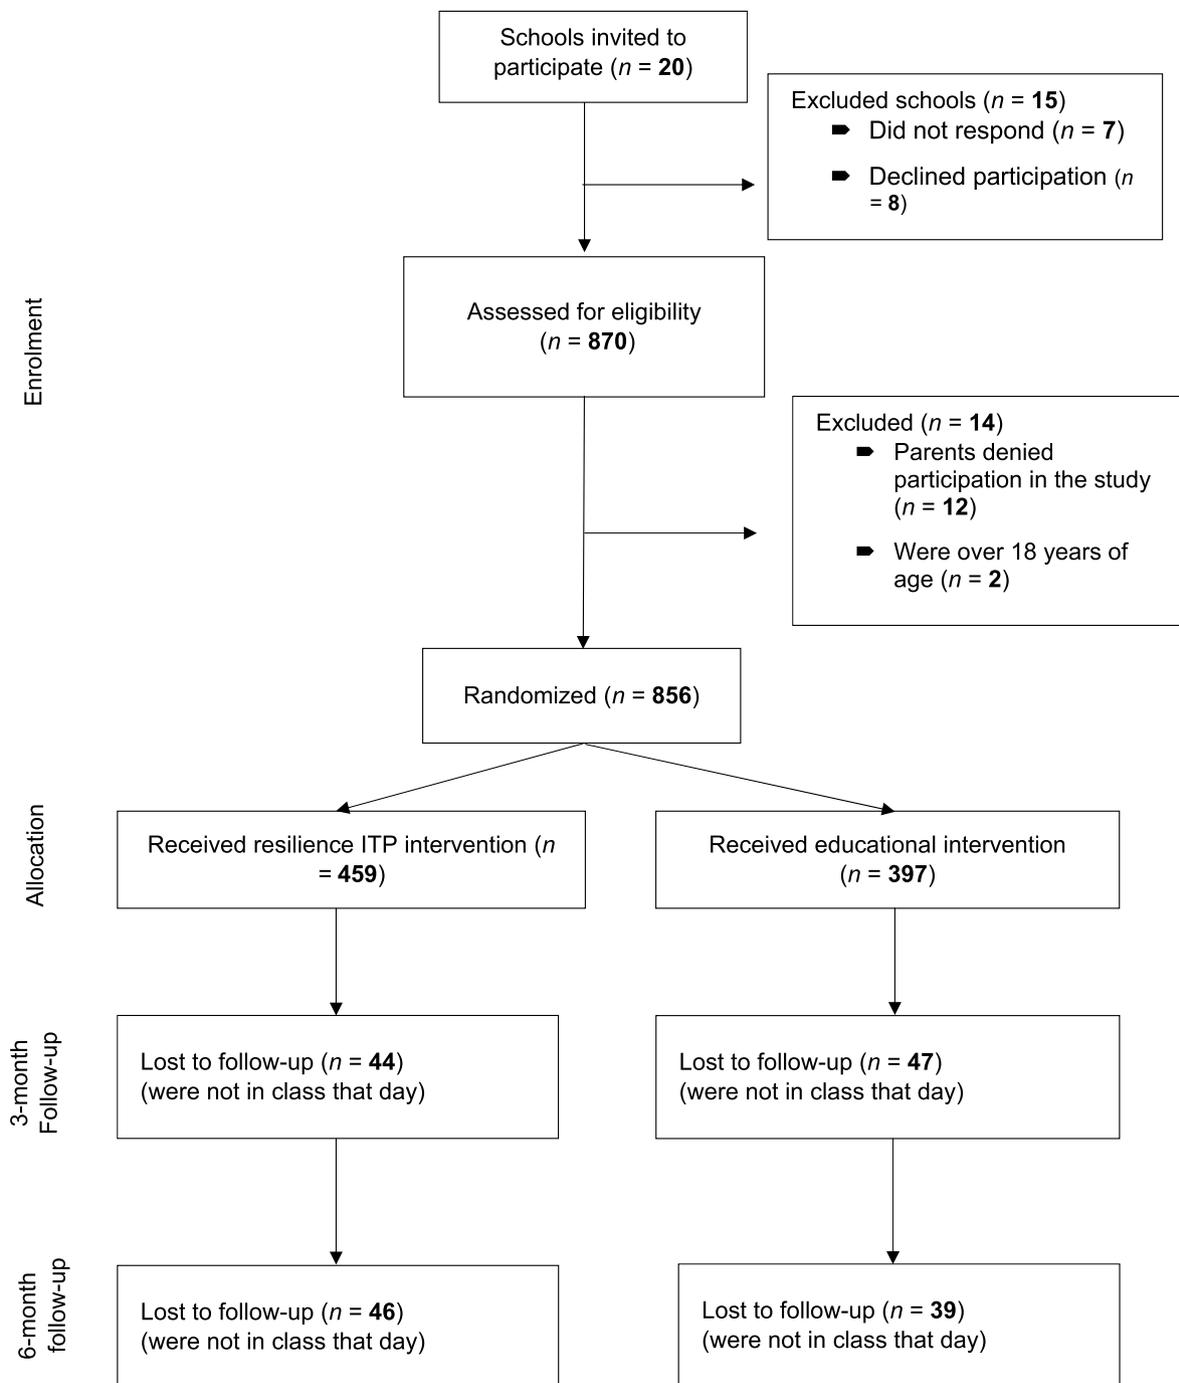 Schools invited to
participate (n = 20)
Excluded schools (n = 15)
Did not respond (n = 7)
Declined participation (n
= 8)
Enrolment
Assessed for eligibility
(n = 870)
Excluded (n = 14)
Parents denied
participation in the study
(n = 12)
Were over 18 years of
age (n = 2)
Randomized (n = 856)
Allocation
Received resilience ITP intervention (n
= 459)
Received educational intervention
(n = 397)
3-month
Follow-up
Lost to follow-up (n = 44)
(were not in class that day)
Lost to follow-up (n = 47)
(were not in class that day)
6-month
follow-up
Lost to follow-up (n = 46)
(were not in class that day)
Lost to follow-up (n = 39)
(were not in class that day)